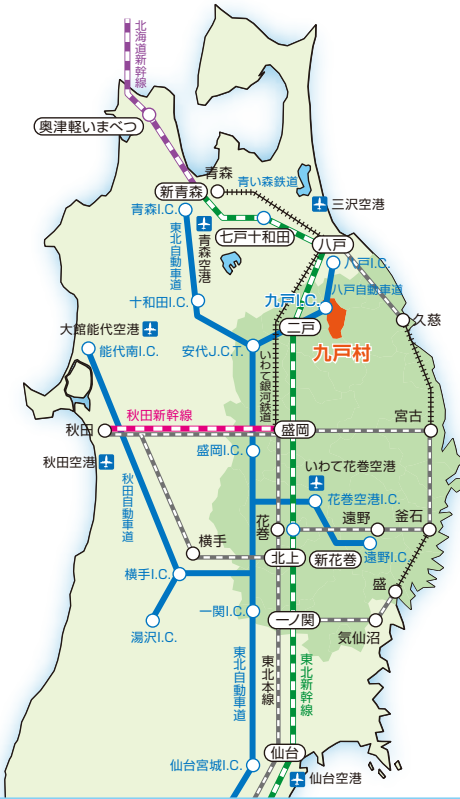 北海道新幹線
奥津軽いまべつ
青森
新青森
青い森鉄道
青森I.C.
三沢空港
七戸十和田
八戸
東北自動車道
青森空港
八戸I.C.
八戸自動車道
十和田I.C.
九戸I.C.
久慈
大館能代空港
二戸
能代南I.C.
安代J.C.T.
九戸村
いわて銀河鉄道
秋田新幹線
宮古
秋田
盛岡
盛岡I.C.
秋田空港
いわて花巻空港
秋田自動車道
花巻空港I.C.
花巻
遠野
釜石
横手
北上
新花巻
遠野I.C.
横手I.C.
盛
一関I.C.
一ノ関
湯沢I.C.
気仙沼
東北自動車道
東北本線
東北新幹線
仙台
仙台宮城I.C.
仙台空港